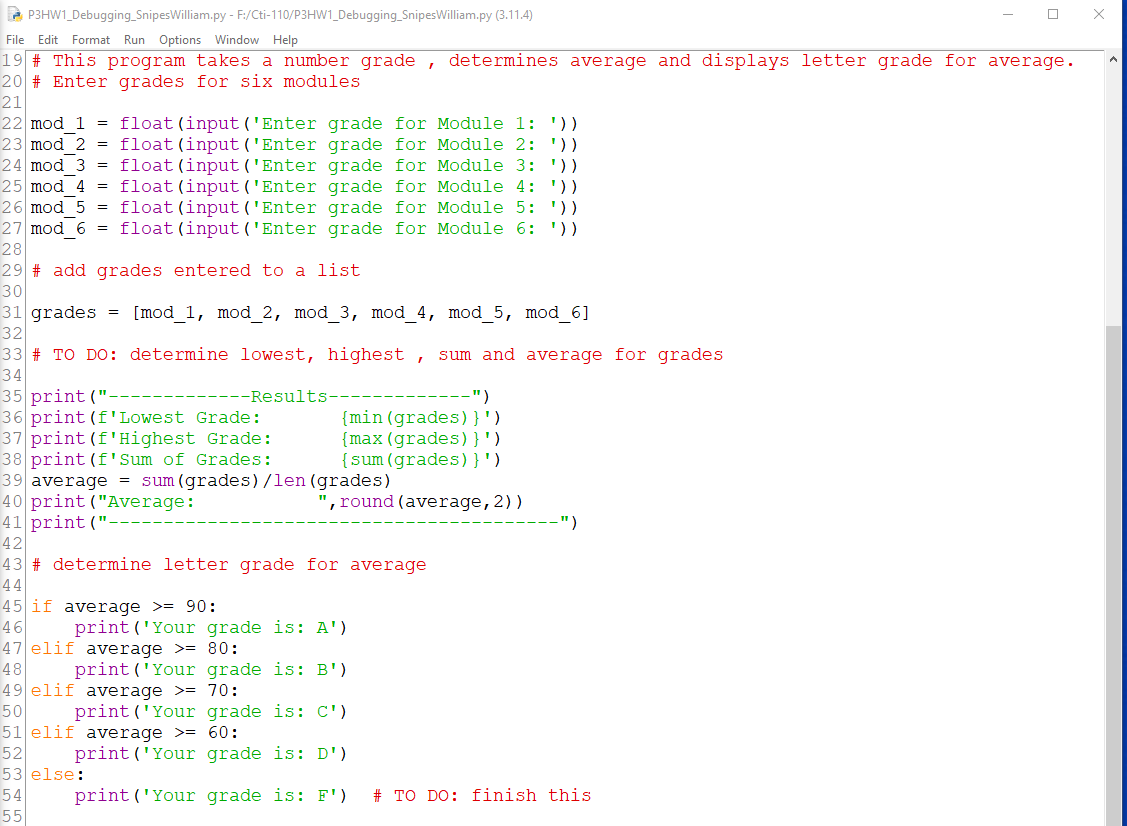 P3HW1_Debugging_SnipesWilliam.py - F:/Cti-110/P3HW1_Debugging_SnipesWilliam.py (3.11.4)
File Edit Format Run Options Window Help
19 # This program takes a number grade , determines average and displays letter grade for average.
20 # Enter grades for six modules
21
22 mod_1 = float(input('Enter grade for Module 1: '))
23 mod_2 = float(input('Enter grade for Module 2: '))
24 mod_3 = float(input('Enter grade for Module 3: '))
25 mod_4 = float(input('Enter grade for Module 4: '))
26 mod_5 = float(input('Enter grade for Module 5: '))
27 mod_6 = float(input('Enter grade for Module 6: '))
28
29 # add grades entered to a list
30
31 grades = [mod_1, mod_2, mod_3, mod_4, mod_5, mod_6]
32
33 # TO DO: determine lowest, highest , sum and average for grades
34
35 print("-------------Results-------------")
36 print(f'Lowest Grade:       {min(grades)}')
37 print(f'Highest Grade:      {max(grades)}')
38 print(f'Sum of Grades:      {sum(grades)}')
39 average = sum(grades)/len(grades)
40 print("Average:           ",round(average,2))
41 print("-----------------------------------------")
42
43 # determine letter grade for average
44
45 if average >= 90:
46     print('Your grade is: A')
47 elif average >= 80:
48     print('Your grade is: B')
49 elif average >= 70:
50     print('Your grade is: C')
51 elif average >= 60:
52     print('Your grade is: D')
53 else:
54     print('Your grade is: F')  # TO DO: finish this
55